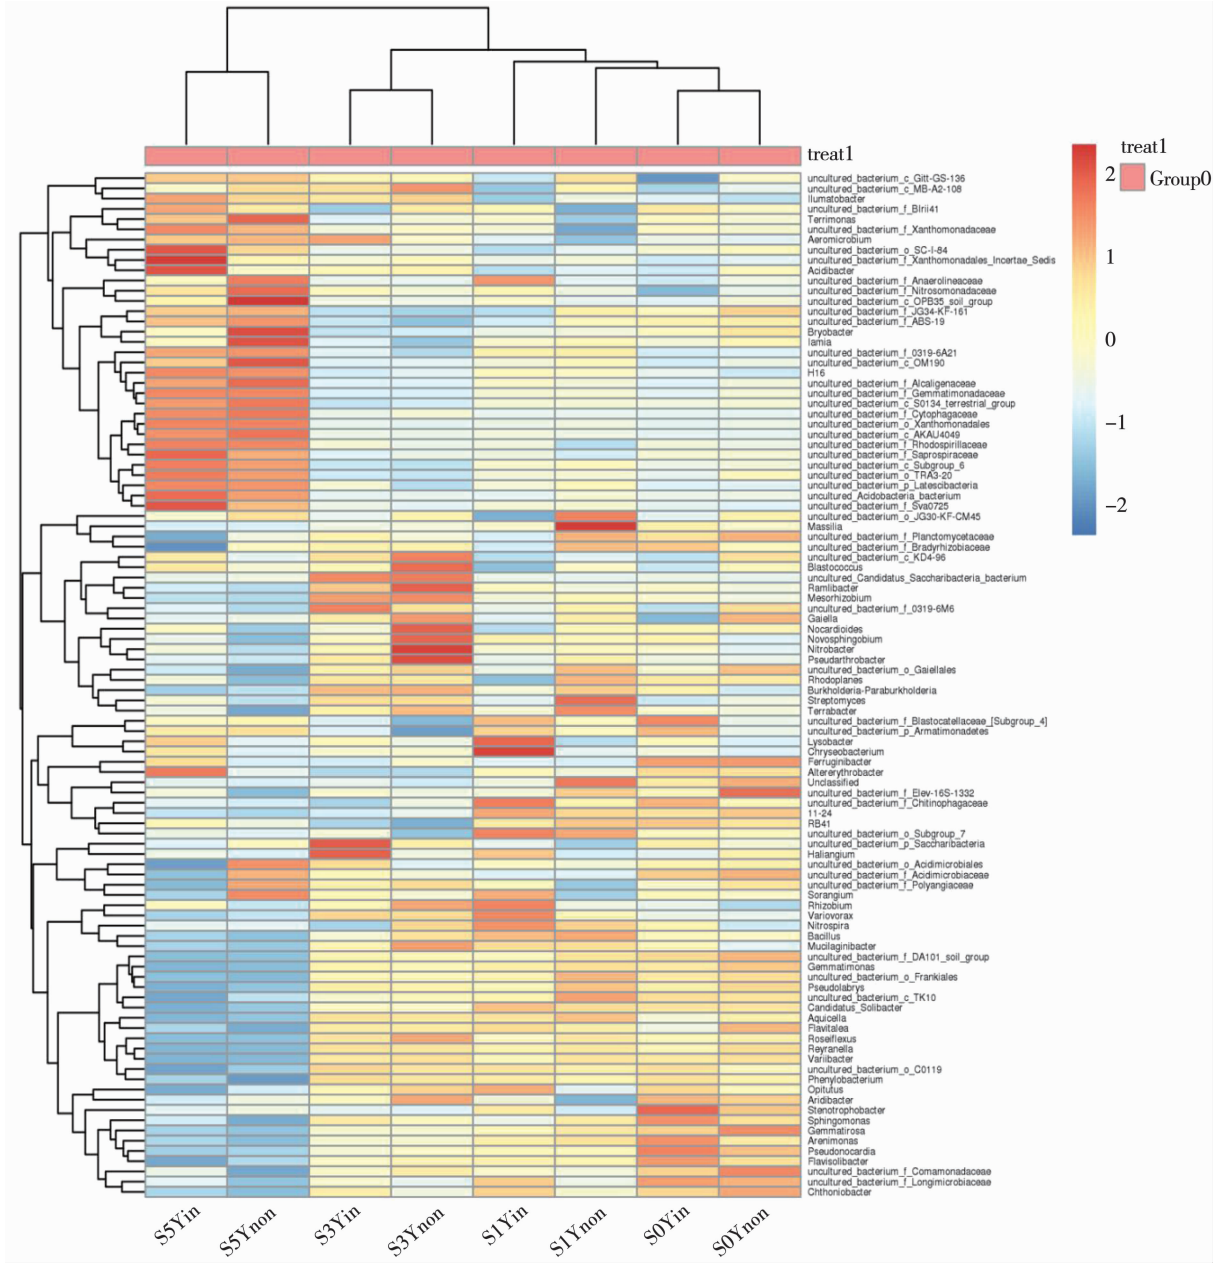 treat1
uncultured_bacterium_c_Gitt-GS-136
uncultured_bacterium_c_MB-A2-108
Ilumatobacter
uncultured_bacterium_f_Blrii41
Terrimonas
uncultured_bacterium_f_Xanthomonadaceae
Aeromicrobium
uncultured_bacterium_o_SC-I-84
uncultured_bacterium_f_Xanthomonadales_Incertae_Sedis
Acidibacter
uncultured_bacterium_f_Anaerolineaceae
uncultured_bacterium_f_Nitrosomonadaceae
uncultured_bacterium_c_OPB35_soil_group
uncultured_bacterium_f_JG34-KF-161
uncultured_bacterium_f_ABS-19
Bryobacter
Iamia
uncultured_bacterium_f_0319-6A21
uncultured_bacterium_c_OM190
H16
uncultured_bacterium_f_Alcaligenaceae
uncultured_bacterium_f_Gemmatimonadaceae
uncultured_bacterium_c_S0134_terrestrial_group
uncultured_bacterium_f_Cytophagaceae
uncultured_bacterium_o_Xanthomonadales
uncultured_bacterium_c_AKAU4049
uncultured_bacterium_f_Rhodospirillaceae
uncultured_bacterium_f_Saprospiraceae
uncultured_bacterium_c_Subgroup_6
uncultured_bacterium_o_TRA3-20
uncultured_bacterium_p_Latescibacteria
uncultured_Acidobacteria_bacterium
uncultured_bacterium_f_Sva0725
uncultured_bacterium_o_JG30-KF-CM45
Massilia
uncultured_bacterium_f_Planctomycetaceae
uncultured_bacterium_f_Bradyrhizobiaceae
uncultured_bacterium_c_KD4-96
Blastococcus
uncultured_Candidatus_Saccharibacteria_bacterium
Ramlibacter
Mesorhizobium
uncultured_bacterium_f_0319-6M6
Gaiella
Nocardioides
Novosphingobium
Nitrobacter
Pseudarthrobacter
uncultured_bacterium_o_Gaiellales
Rhodoplanes
Burkholderia-Paraburkholderia
Streptomyces
Terrabacter
uncultured_bacterium_f_Blastocatellaceae_[Subgroup_4]
uncultured_bacterium_p_Armatimonadetes
Lysobacter
Chryseobacterium
Ferruginibacter
Altererythrobacter
Unclassified
uncultured_bacterium_f_Elev-16S-1332
uncultured_bacterium_f_Chitinophagaceae
11-24
RB41
uncultured_bacterium_o_Subgroup_7
uncultured_bacterium_p_Saccharibacteria
Haliangium
uncultured_bacterium_o_Acidimicrobiales
uncultured_bacterium_f_Acidimicrobiaceae
uncultured_bacterium_f_Polyangiaceae
Sorangium
Rhizobium
Variovorax
Nitrospira
Bacillus
Mucilaginibacter
uncultured_bacterium_f_DA101_soil_group
Gemmatimonas
uncultured_bacterium_o_Frankiales
Pseudolabrys
uncultured_bacterium_c_TK10
Candidatus_Solibacter
Aquicella
Flavitalea
Roseiflexus
Reyranella
Variibacter
uncultured_bacterium_o_C0119
Phenylobacterium
Opitutus
Aridibacter
Stenotrophobacter
Sphingomonas
Gemmatirosa
Arenimonas
Pseudonocardia
Flavisolibacter
uncultured_bacterium_f_Comamonadaceae
uncultured_bacterium_f_Longimicrobiaceae
Chthoniobacter
2
1
0
−1
−2
treat1
Group0
S5Yin
S5Ynon
S3Yin
S3Ynon
S1Yin
S1Ynon
S0Yin
S0Ynon